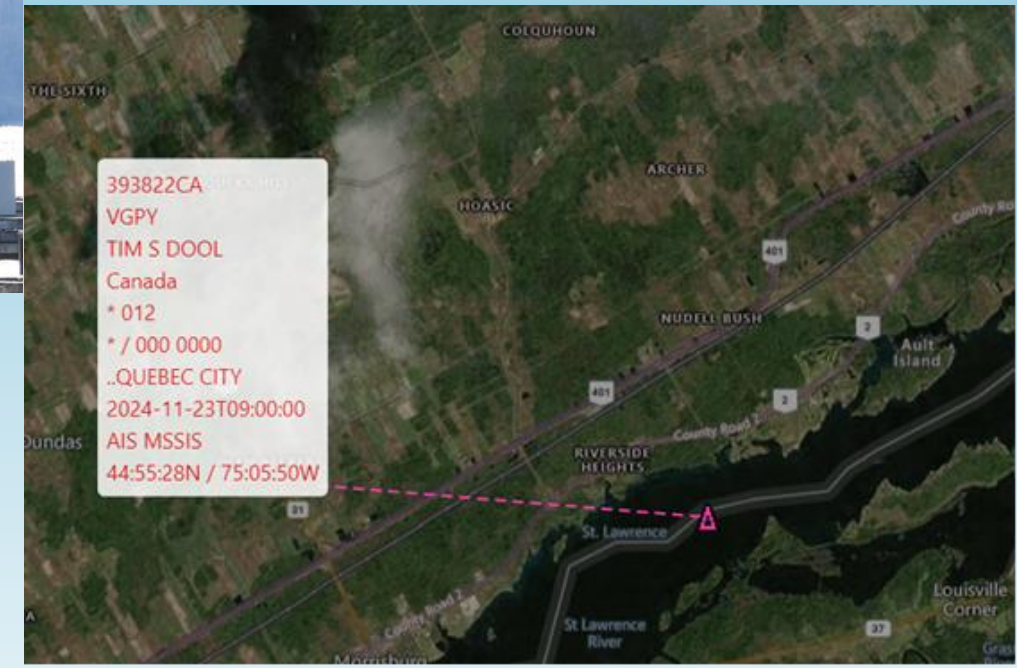 COLQUHOUN
THE SIXTH
ARCHER
HOASIC
County Ro
401
393822CA
VGPY
TIM S DOOL
Canada
* 012
* / 000 0000
..QUEBEC CITY
2024-11-23T09:00:00
AIS MSSIS
44:55:28N / 75:05:50W
NUDELL BUSH
2
Ault
Island
401
2
County Road 2
Dundas
RIVERSIDE
HEIGHTS
31
St. Lawrence
Louisville
Corner
County Road 2
St Lawrence
River
37
Gras
Morrisburg